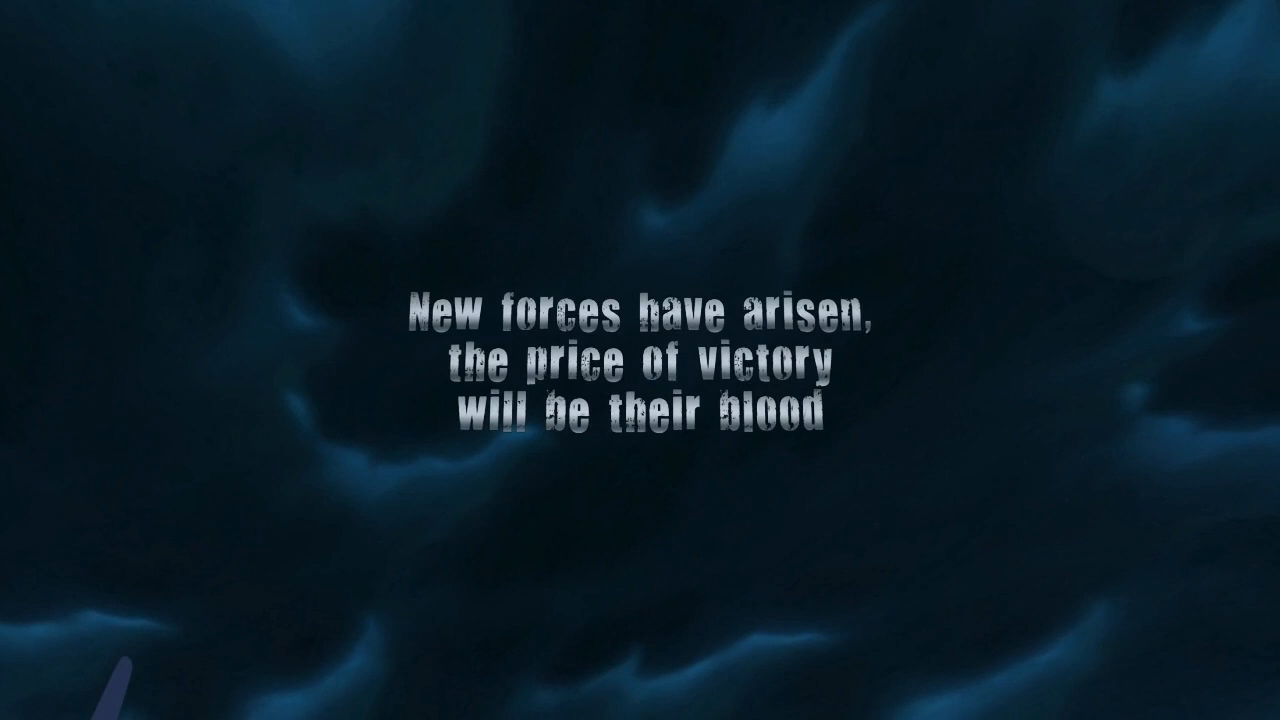 New forces have arisen,
the price of victory
will be their blood